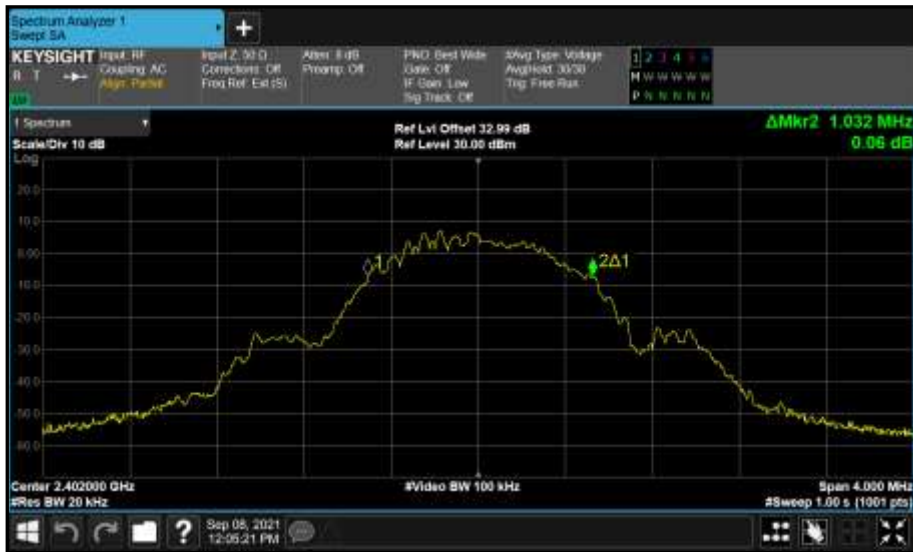 Spectrum Analyzer 1
Swept SA
+
KEYSIGHT
R T
Input: RF
Coupling: AC
Align: Partial
Input Z: 50 Ω
Corrections: Off
Freq Ref: Ext (S)
Atten: 8 dB
Preamp: Off
PNO: Best Wide
Gate: Off
IF Gain: Low
Sig Track: Off
#Avg Type: Voltage
Avg|Hold: 30/30
Trig: Free Run
1 2 3 4 5 6
M W W W W W
P N N N N N
1 Spectrum
Scale/Div 10 dB
Log
Ref Lvl Offset 32.99 dB
Ref Level 30.00 dBm
ΔMkr2 1.032 MHz
0.06 dB
20.0
10.0
0.00
-10.0
-20.0
-30.0
-40.0
-50.0
-60.0
1
2Δ1
Center 2.402000 GHz
#Res BW 20 kHz
#Video BW 100 kHz
Span 4.000 MHz
#Sweep 1.00 s (1001 pts)
?
Sep 08, 2021
12:05:21 PM